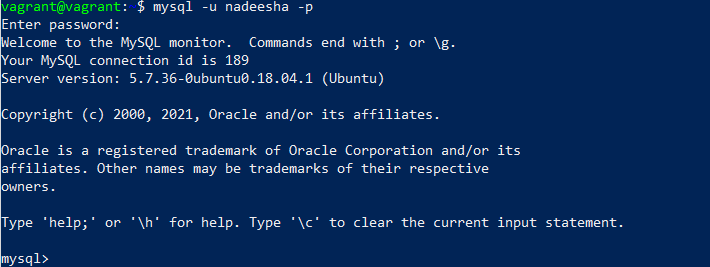 vagrant@vagrant: $ mysql -u nadeesha -p
Enter password:
Welcome to the MySQL monitor.  Commands end with ; or \g.
Your MySQL connection id is 189
Server version: 5.7.36-0ubuntu0.18.04.1 (Ubuntu)
Copyright (c) 2000, 2021, Oracle and/or its affiliates.
Oracle is a registered trademark of Oracle Corporation and/or its
affiliates. Other names may be trademarks of their respective
owners.
Type 'help;' or '\h' for help. Type '\c' to clear the current input statement.
mysql>